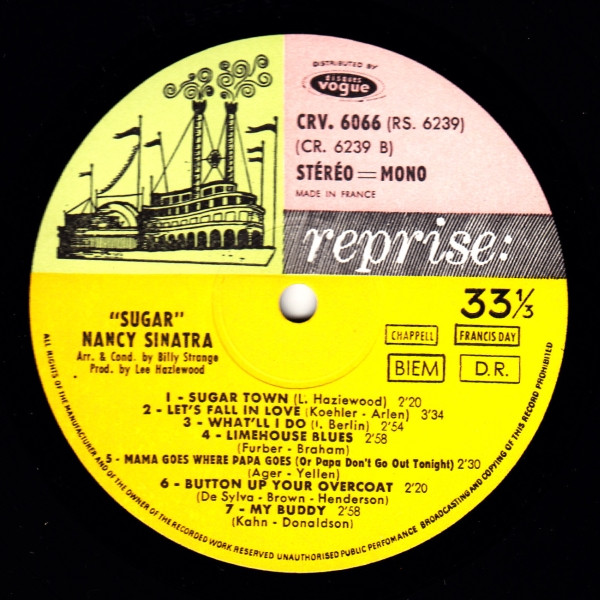 DISTRIBUTED BY
disques
vogue
CRV. 6066 (RS. 6239)
(CR. 6239 B)
STÉRÉO = MONO
MADE IN FRANCE
reprise:
33 1/3
"SUGAR"
NANCY SINATRA
Arr. & Cond. by Billy Strange
Prod. by Lee Hazlewood
CHAPPELL
FRANCIS DAY
BIEM
D.R.
1 - SUGAR TOWN (L. Haziewood) 2'20
2 - LET'S FALL IN LOVE (Koehler - Arlen) 3'34
3 - WHAT'LL I DO (I. Berlin) 2'54
4 - LIMEHOUSE BLUES 2'58
(Furber - Braham)
5 - MAMA GOES WHERE PAPA GOES (Or Papa Don't Go Out Tonight) 2'30
(Ager - Yellen)
6 - BUTTON UP YOUR OVERCOAT 2'20
(De Sylva - Brown - Henderson)
7 - MY BUDDY 2'58
(Kahn - Donaldson)
ALL RIGHTS OF THE MANUFACTURER AND OF THE OWNER OF THE RECORDED WORK RESERVED UNAUTHORISED PUBLIC PERFOMANCE BROADCASTING AND COPYING OF THIS RECORD PROHIBITED